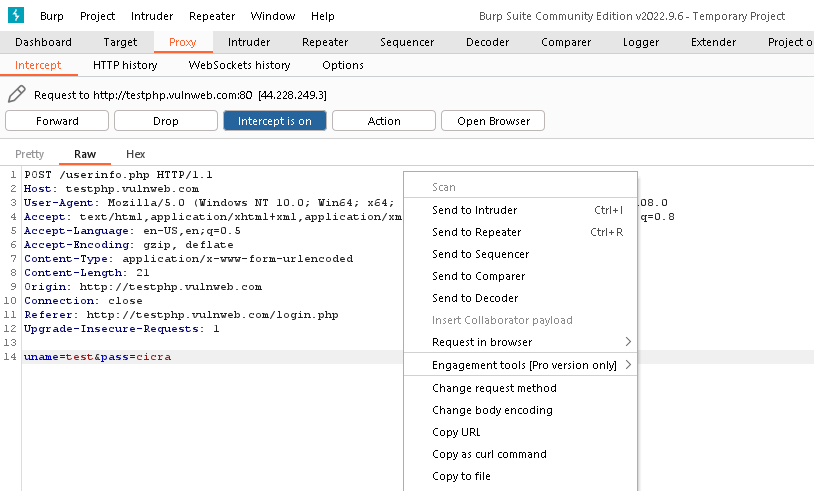 Burp Project Intruder Repeater Window Help Burp Suite Community Edition v2022.9.6 - Temporary Project
Dashboard Target Proxy Intruder Repeater Sequencer Decoder Comparer Logger Extender Project o
Intercept HTTP history WebSockets history Options
Request to http://testphp.vulnweb.com:80 [44.228.249.3]
Forward Drop Intercept is on Action Open Browser
Pretty Raw Hex
1 POST /userinfo.php HTTP/1.1
2 Host: testphp.vulnweb.com
3 User-Agent: Mozilla/5.0 (Windows NT 10.0; Win64; x64; 08.0
4 Accept: text/html,application/xhtml+xml,application/xm q=0.8
5 Accept-Language: en-US,en;q=0.5
6 Accept-Encoding: gzip, deflate
7 Content-Type: application/x-www-form-urlencoded
8 Content-Length: 21
9 Origin: http://testphp.vulnweb.com
10 Connection: close
11 Referer: http://testphp.vulnweb.com/login.php
12 Upgrade-Insecure-Requests: 1
13
14 uname=test&pass=cicra
Scan
Send to Intruder Ctrl+I
Send to Repeater Ctrl+R
Send to Sequencer
Send to Comparer
Send to Decoder
Insert Collaborator payload
Request in browser
Engagement tools [Pro version only]
Change request method
Change body encoding
Copy URL
Copy as curl command
Copy to file